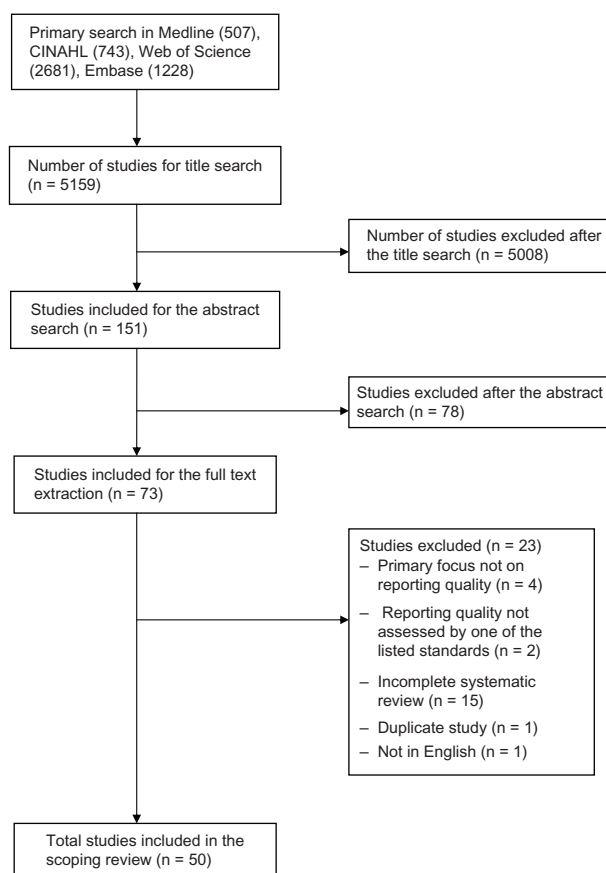 Primary search in Medline (507),
CINAHL (743), Web of Science
(2681), Embase (1228)
Number of studies for title search
(n = 5159)
Number of studies excluded after
the title search (n = 5008)
Studies included for the abstract
search (n = 151)
Studies excluded after the abstract
search (n = 78)
Studies included for the full text
extraction (n = 73)
Studies excluded (n = 23)
– Primary focus not on
reporting quality (n = 4)
– Reporting quality not
assessed by one of the
listed standards (n = 2)
– Incomplete systematic
review (n = 15)
– Duplicate study (n = 1)
– Not in English (n = 1)
Total studies included in the
scoping review (n = 50)